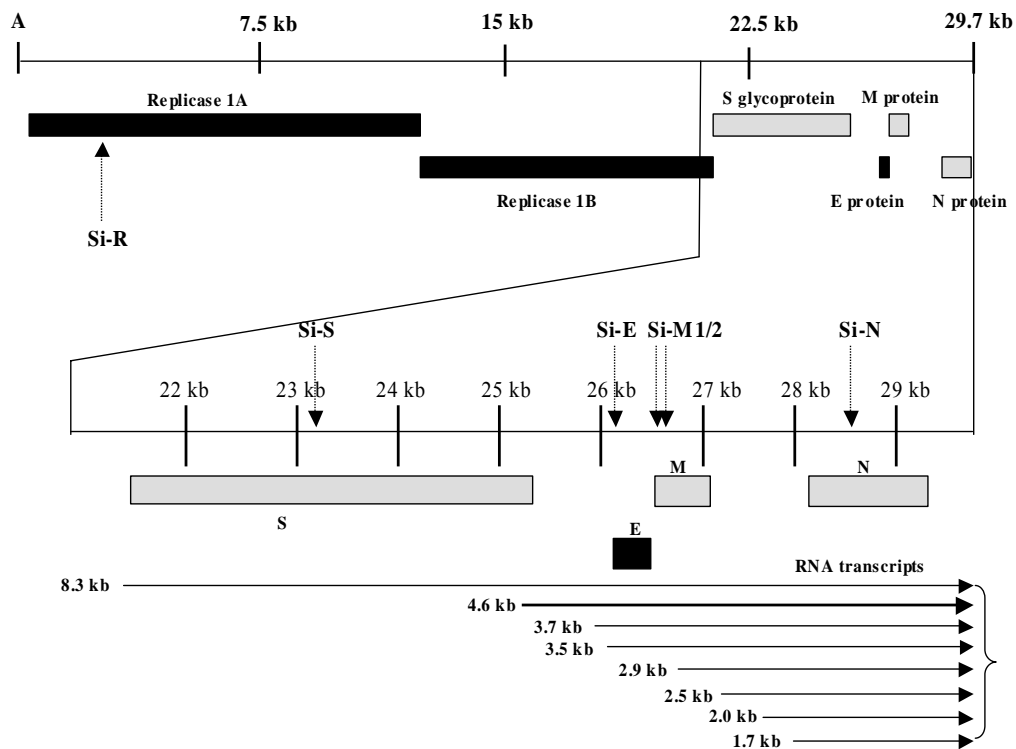 A 7.5 kb 15 kb 22.5 kb 29.7 kb
Replicase 1A S glycoprotein M protein
Replicase 1B E protein N protein
Si-R
Si-S Si-E Si-M1/2 Si-N
22 kb 23 kb 24 kb 25 kb 26 kb 27 kb 28 kb 29 kb
M N
S E
RNA transcripts
8.3 kb
4.6 kb
3.7 kb
3.5 kb
2.9 kb
2.5 kb
2.0 kb
1.7 kb